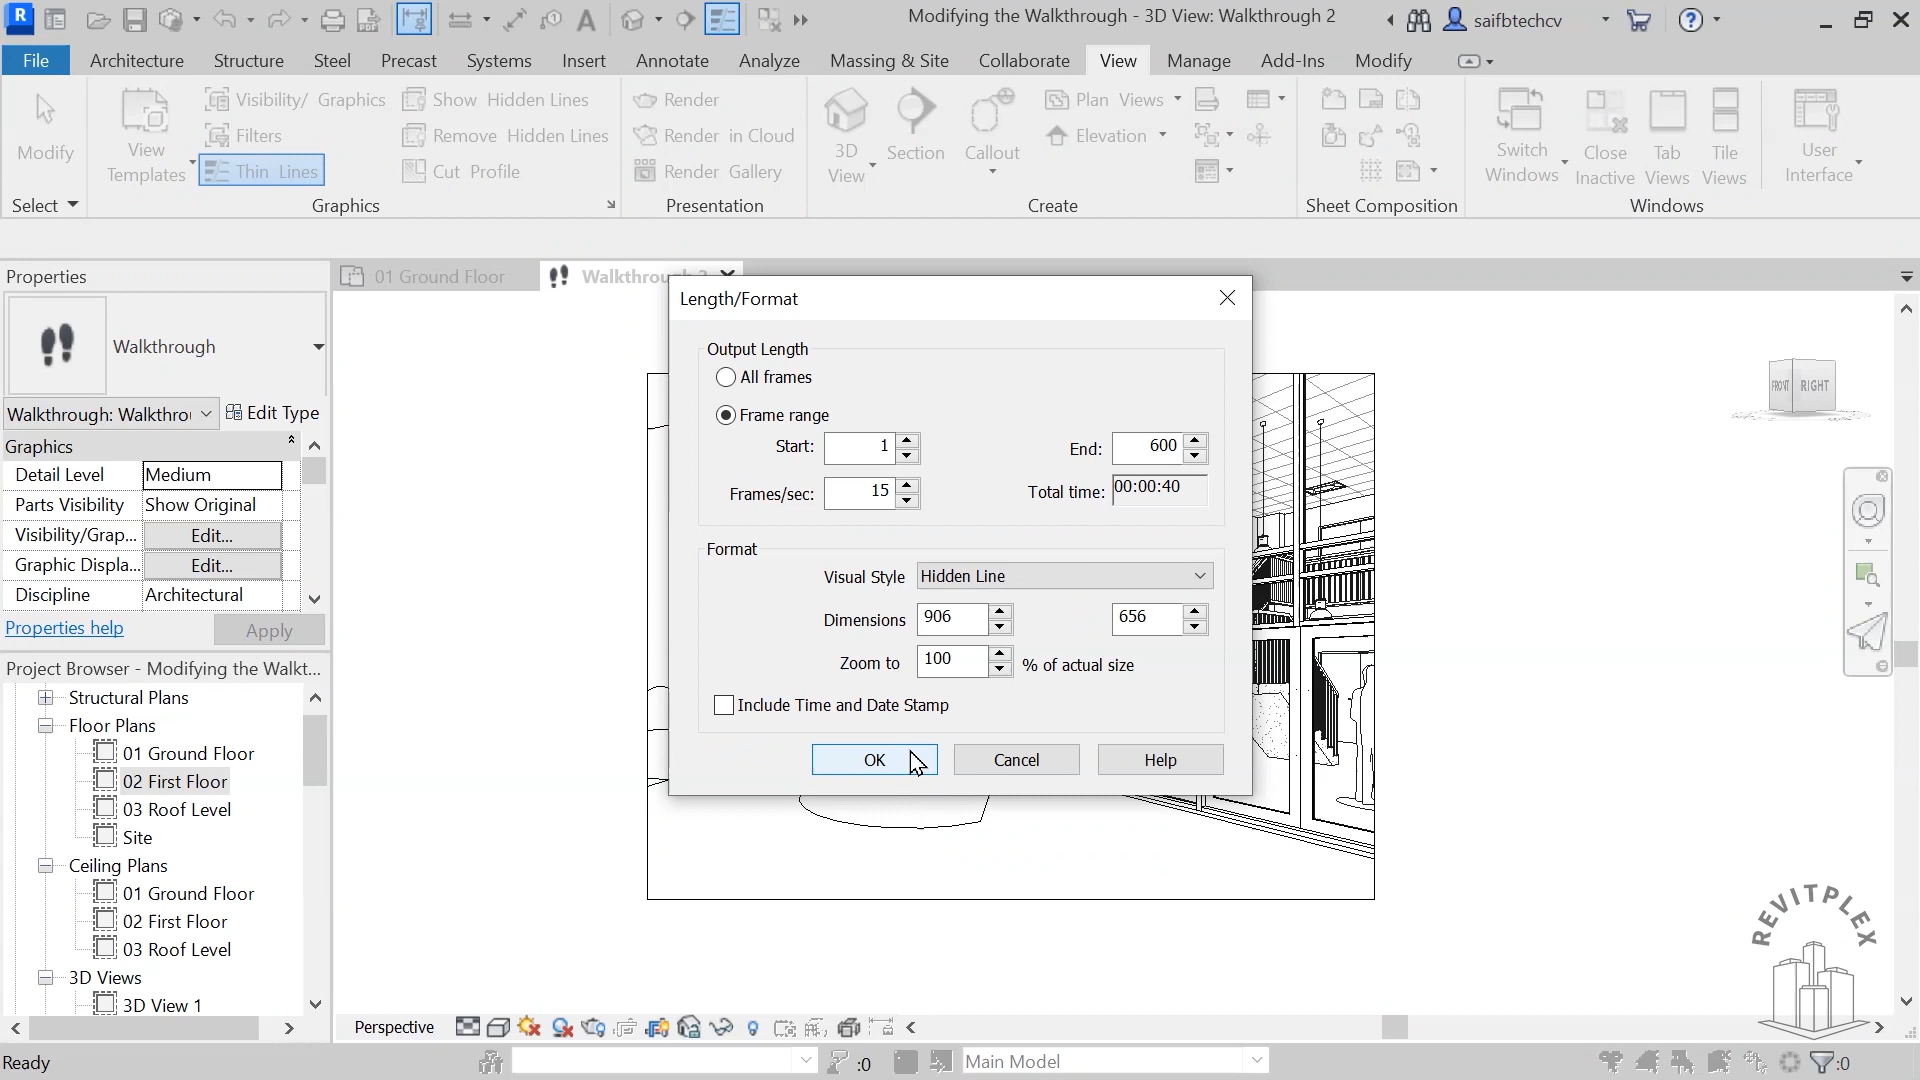 R
Modifying the Walkthrough - 3D View: Walkthrough 2
saifbtechcv
File
Architecture
Structure
Steel
Precast
Systems
Insert
Annotate
Analyze
Massing & Site
Collaborate
View
Manage
Add-Ins
Modify
Modify
View
Templates
Visibility/ Graphics
Filters
Thin Lines
Show Hidden Lines
Remove Hidden Lines
Cut Profile
Render
Render in Cloud
Render Gallery
3D
View
Section
Callout
Plan Views
Elevation
Switch
Windows
Close
Inactive
Tab
Views
Tile
Views
User
Interface
Select
Graphics
Presentation
Create
Sheet Composition
Windows
Properties
01 Ground Floor
Walkthrough 2
Walkthrough
Walkthrough: Walkthro
Edit Type
Graphics
Detail Level
Medium
Parts Visibility
Show Original
Visibility/Grap...
Edit...
Graphic Displa...
Edit...
Discipline
Architectural
Properties help
Apply
Project Browser - Modifying the Walkt...
Structural Plans
Floor Plans
01 Ground Floor
02 First Floor
03 Roof Level
Site
Ceiling Plans
01 Ground Floor
02 First Floor
03 Roof Level
3D Views
3D View 1
Length/Format
Output Length
All frames
Frame range
Start:
1
End:
600
Frames/sec:
15
Total time:
00:00:40
Format
Visual Style
Hidden Line
Dimensions
906
656
Zoom to
100
% of actual size
Include Time and Date Stamp
OK
Cancel
Help
FRONT
RIGHT
REVITPLEX
Perspective
Ready
:0
Main Model
:0